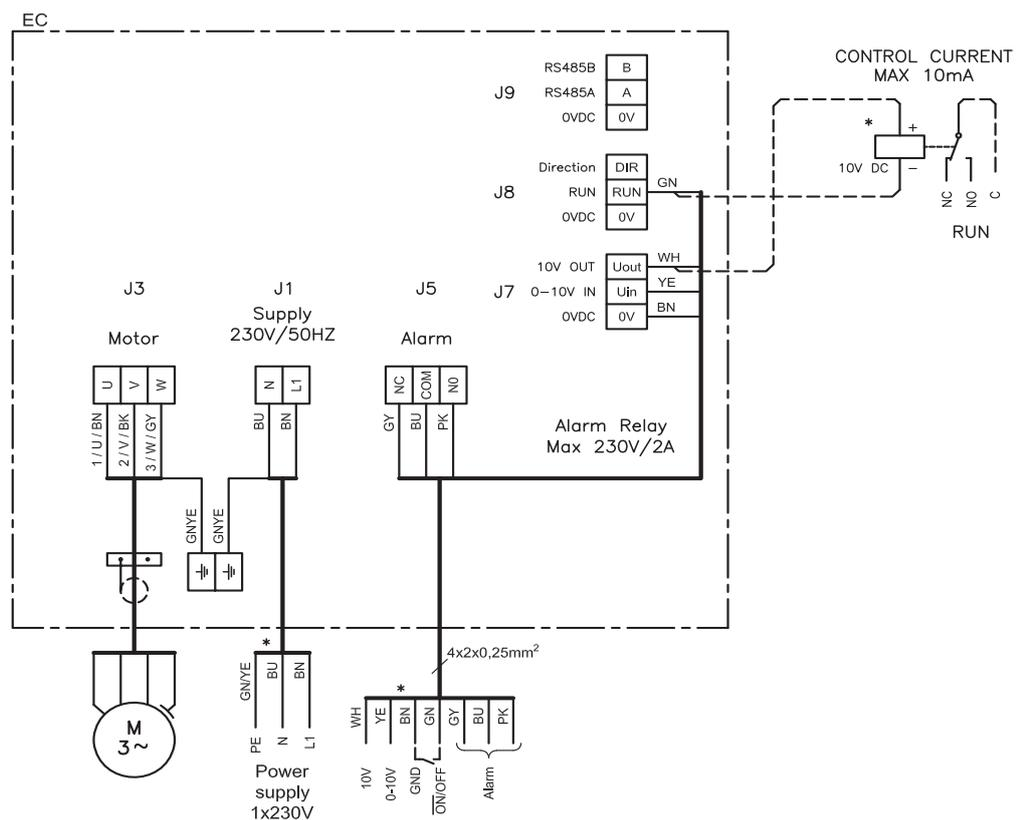 EC
CONTROL CURRENT
MAX 10mA
J9
RS485B B
RS485A A
0VDC 0V
*
+
10V DC
−
NC
NO
C
RUN
J8
Direction DIR
RUN RUN GN
0VDC 0V
J7
10V OUT Uout WH
0−10V IN Uin YE
0VDC 0V BN
J3
Motor
U V W
1 / U / BN
2 / V / BK
3 / W / GY
J1
Supply
230V/50HZ
N L1
BU
BN
J5
Alarm
NC COM N0
GY
BU
PK
Alarm Relay
Max 230V/2A
GNYE
GNYE
4x2x0,25mm²
M
3~
*
GN/YE
BU
BN
PE
N
L1
Power
supply
1x230V
*
WH
YE
BN
GN
GY
BU
PK
10V
0-10V
GND
ON/OFF
Alarm